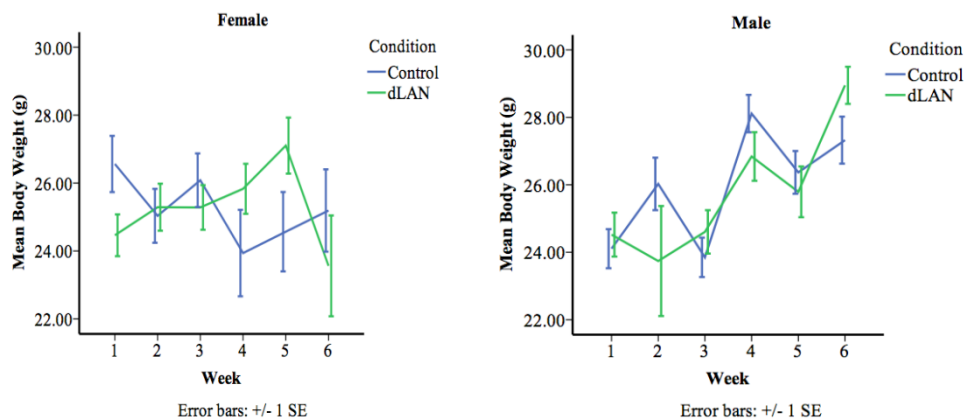 Female
30.00
28.00
26.00
24.00
22.00
Mean Body Weight (g)
1 2 3 4 5 6
Week
Error bars: +/- 1 SE
Condition
Control
dLAN
Male
30.00
28.00
26.00
24.00
22.00
Mean Body Weight (g)
1 2 3 4 5 6
Week
Error bars: +/- 1 SE
Condition
Control
dLAN